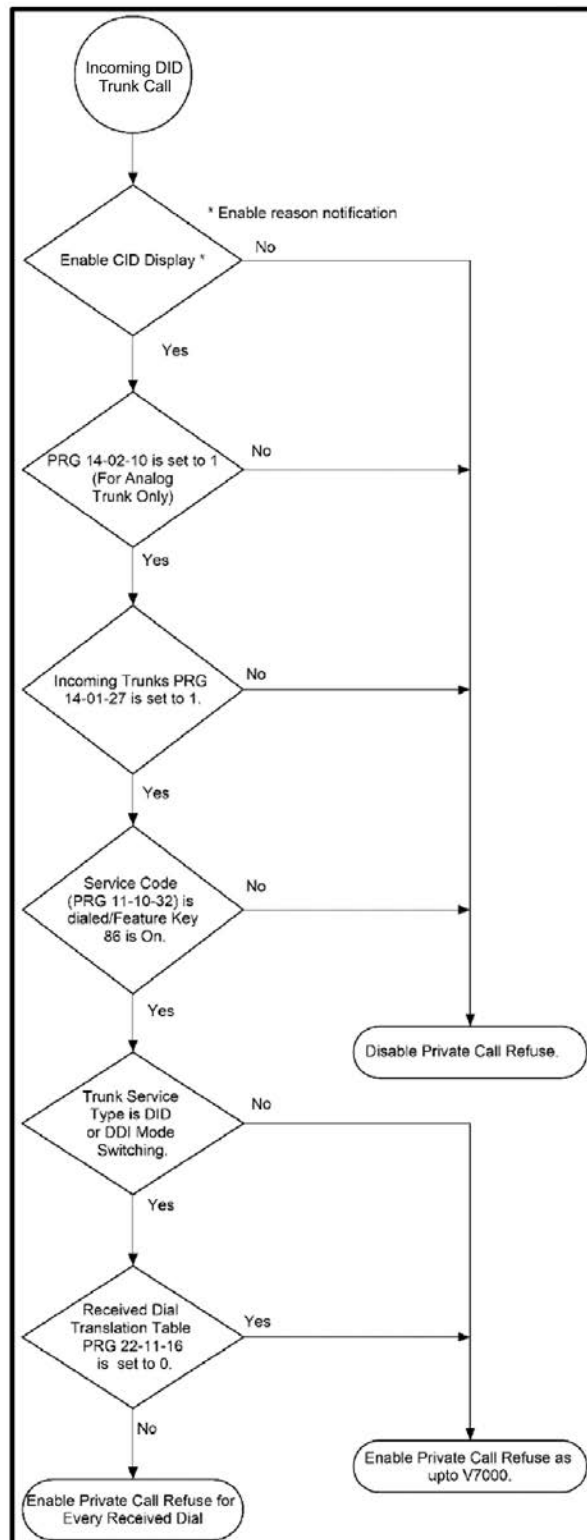 Incoming DID
Trunk Call
* Enable reason notification
Enable CID Display *
No
Yes
PRG 14-02-10 is set to 1
(For Analog
Trunk Only)
No
Yes
Incoming Trunks PRG
14-01-27 is set to 1.
No
Yes
Service Code
(PRG 11-10-32) is
dialed/Feature Key
86 is On.
No
Yes
Disable Private Call Refuse.
Trunk Service
Type is DID
or DDI Mode
Switching.
No
Yes
Received Dial
Translation Table
PRG 22-11-16
is set to 0.
Yes
No
Enable Private Call Refuse as
upto V7000.
Enable Private Call Refuse for
Every Received Dial